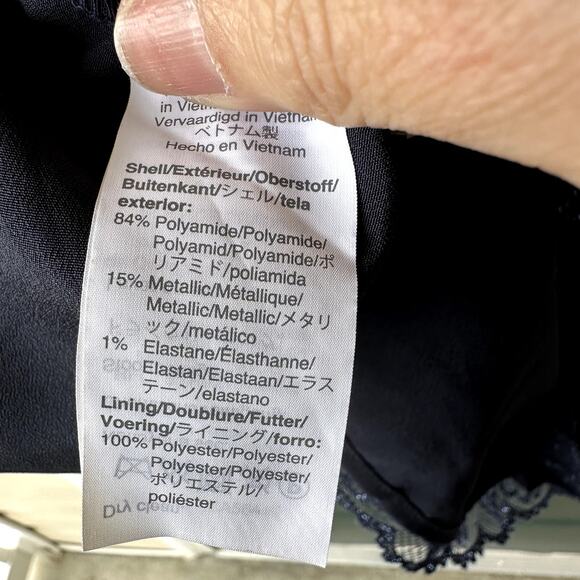 in Vietnam
Vervaardigd in Vietnam
ベトナム製
Hecho en Vietnam
Shell/Extérieur/Oberstoff/
Buitenkant/シェル/tela
exterior:
84% Polyamide/Polyamide/
Polyamid/Polyamide/ポ
リアミド/poliamida
15% Metallic/Métallique/
Metallic/Metallic/メタリ
ック/metálico
1% Elastane/Élasthanne/
Elastan/Elastaan/エラス
テーン/elastano
Lining/Doublure/Futter/
Voering/ライニング/forro:
100% Polyester/Polyester/
Polyester/Polyester/
ポリエステル/
poliéster
Dry clean